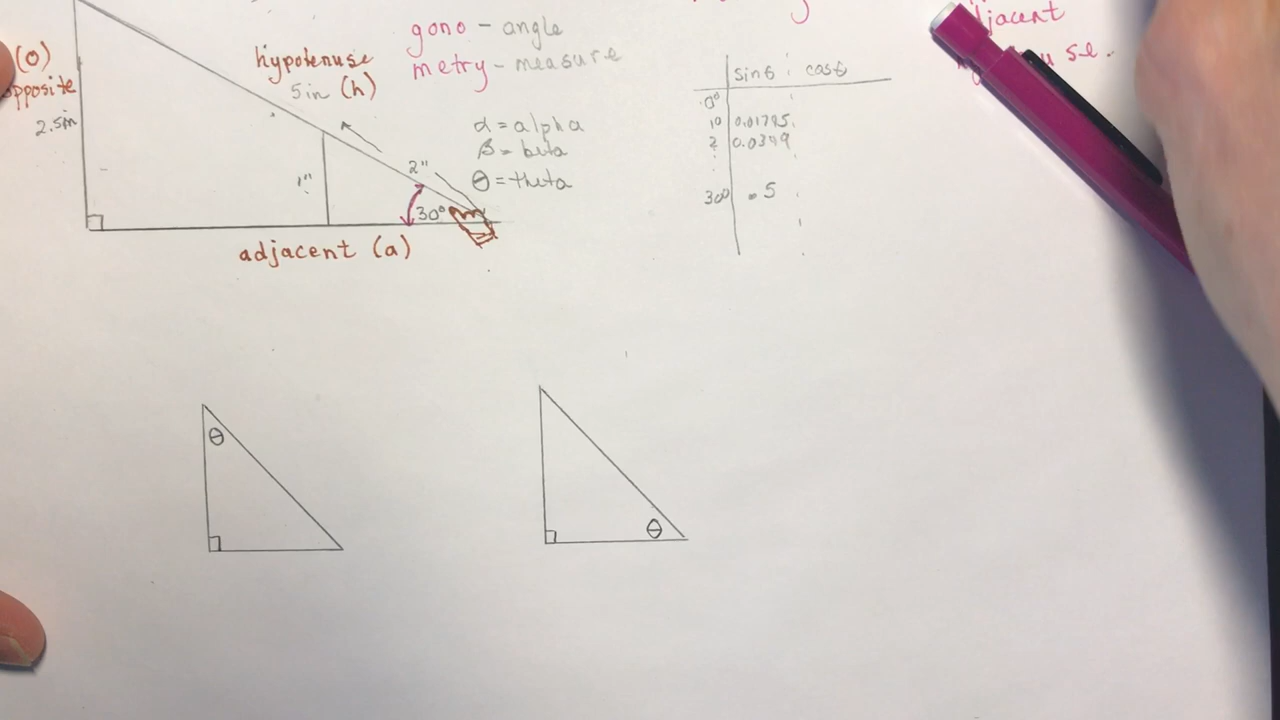 (o)
opposite
2.5in
hypotenuse
5in (h)
gono - angle
metry - measure
α = alpha
β = beta
θ = theta
2"
1"
30°
adjacent (a)
sinθ cosθ
0°
1° 0.01745
2 0.0349
30° .5
adjacent
θ
θ